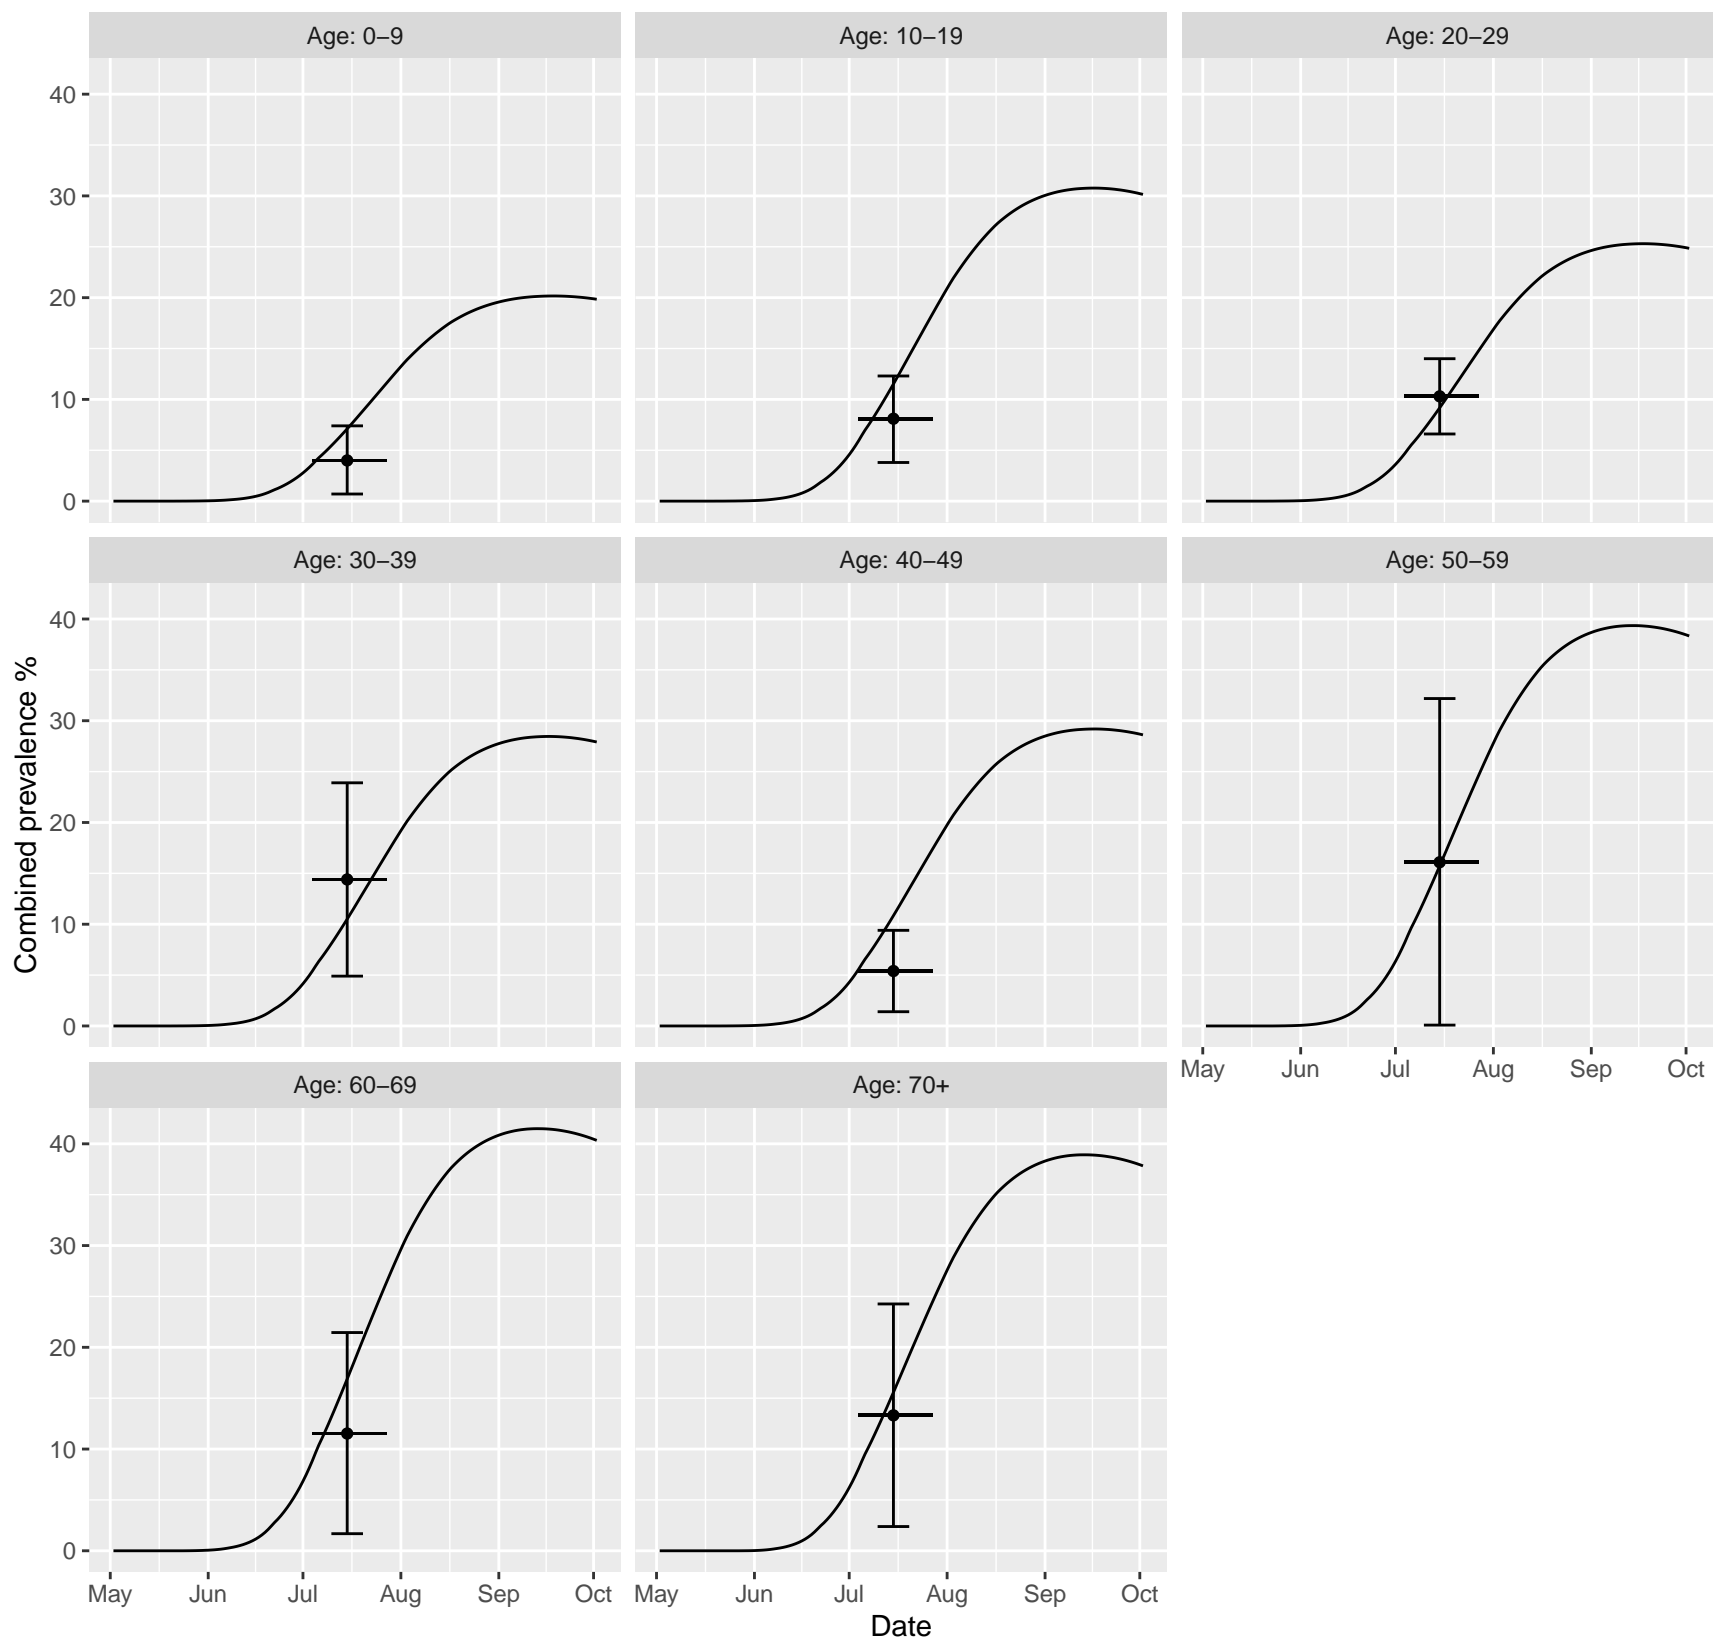 Age: 0−9
Age: 10−19
Age: 20−29
40
30
20
10
0
Age: 30−39
Age: 40−49
Age: 50−59
40
30
20
10
0
Combined prevalence %
May Jun Jul Aug Sep Oct
Age: 60−69
Age: 70+
40
30
20
10
0
May Jun Jul Aug Sep Oct
May Jun Jul Aug Sep Oct
Date